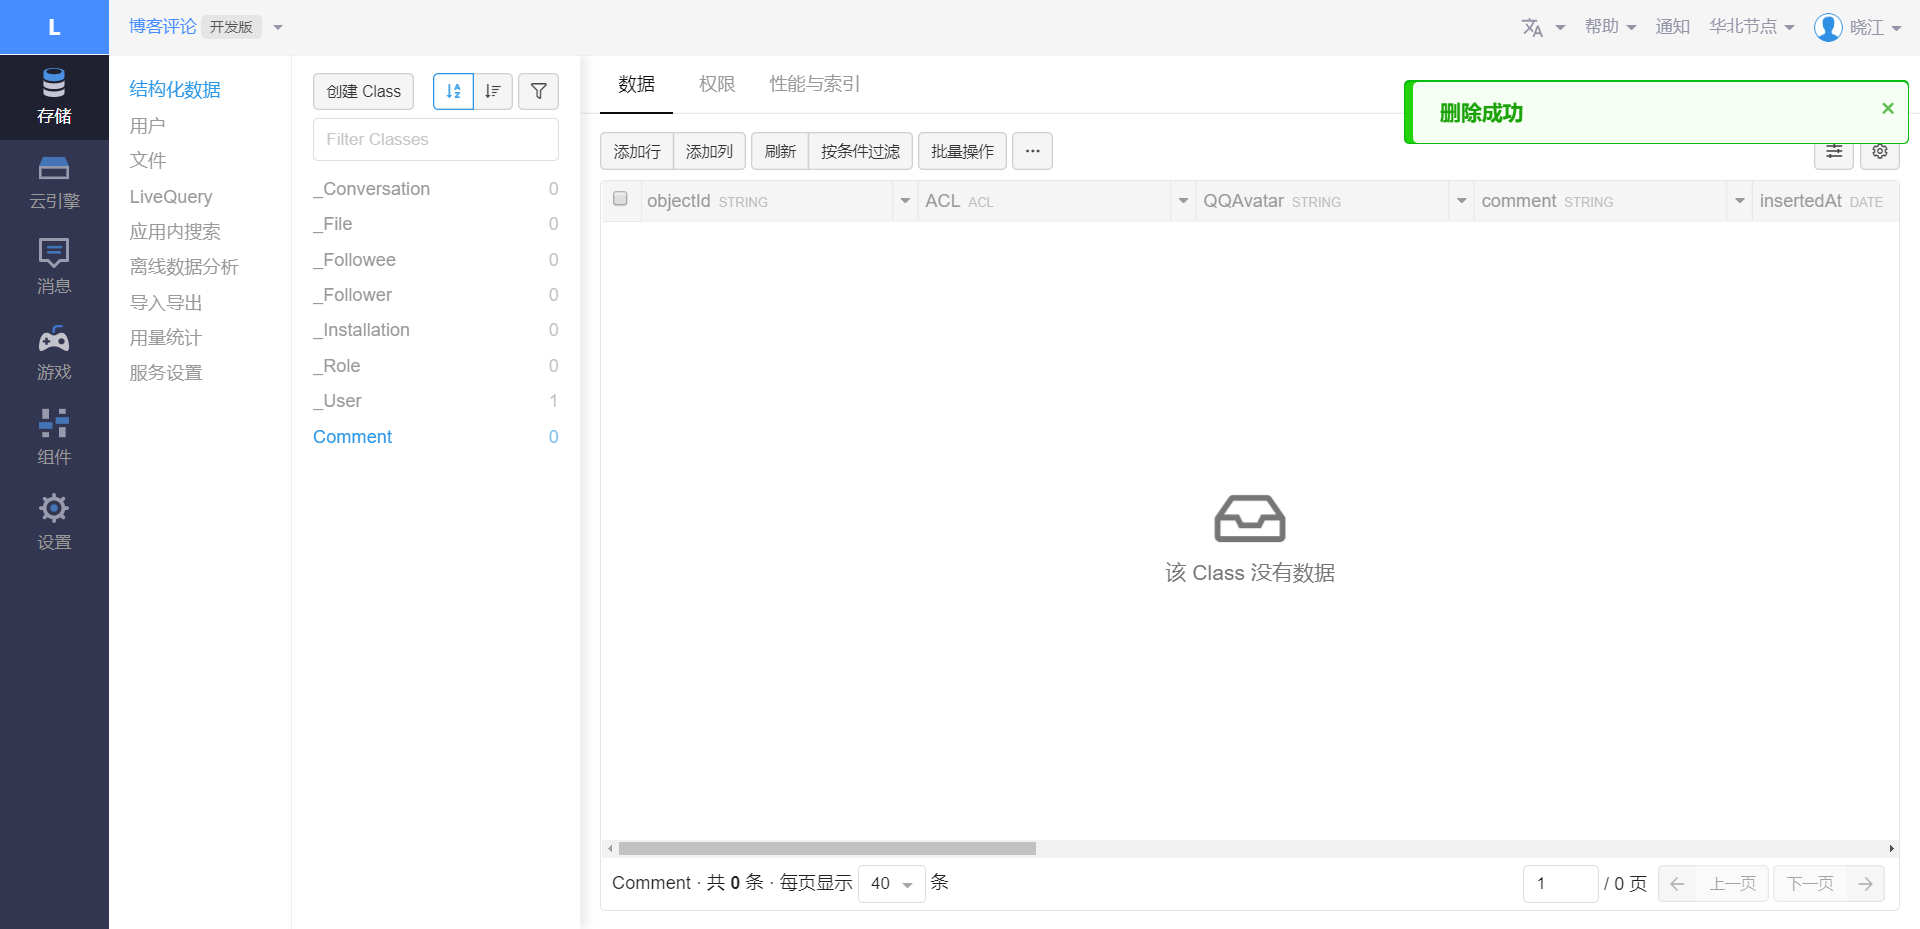 L
博客评论 开发版
帮助 通知 华北节点 晓江
存储
云引擎
消息
游戏
组件
设置
结构化数据
用户
文件
LiveQuery
应用内搜索
离线数据分析
导入导出
用量统计
服务设置
创建 Class
Filter Classes
_Conversation 0
_File 0
_Followee 0
_Follower 0
_Installation 0
_Role 0
_User 1
Comment 0
数据 权限 性能与索引
删除成功 ×
添加行 添加列 刷新 按条件过滤 批量操作 ···
objectId STRING ACL ACL QQAvatar STRING comment STRING insertedAt DATE
该 Class 没有数据
Comment · 共 0 条 · 每页显示 40 条
1 / 0 页 ← 上一页 下一页 →